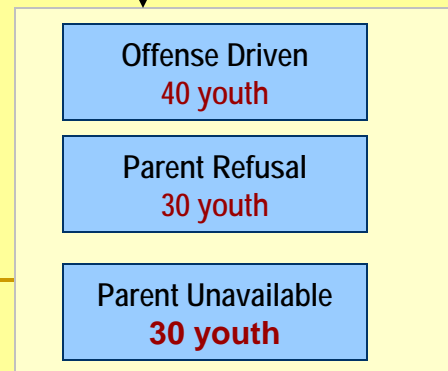 Offense Driven
40 youth
Parent Refusal
30 youth
Parent Unavailable
30 youth